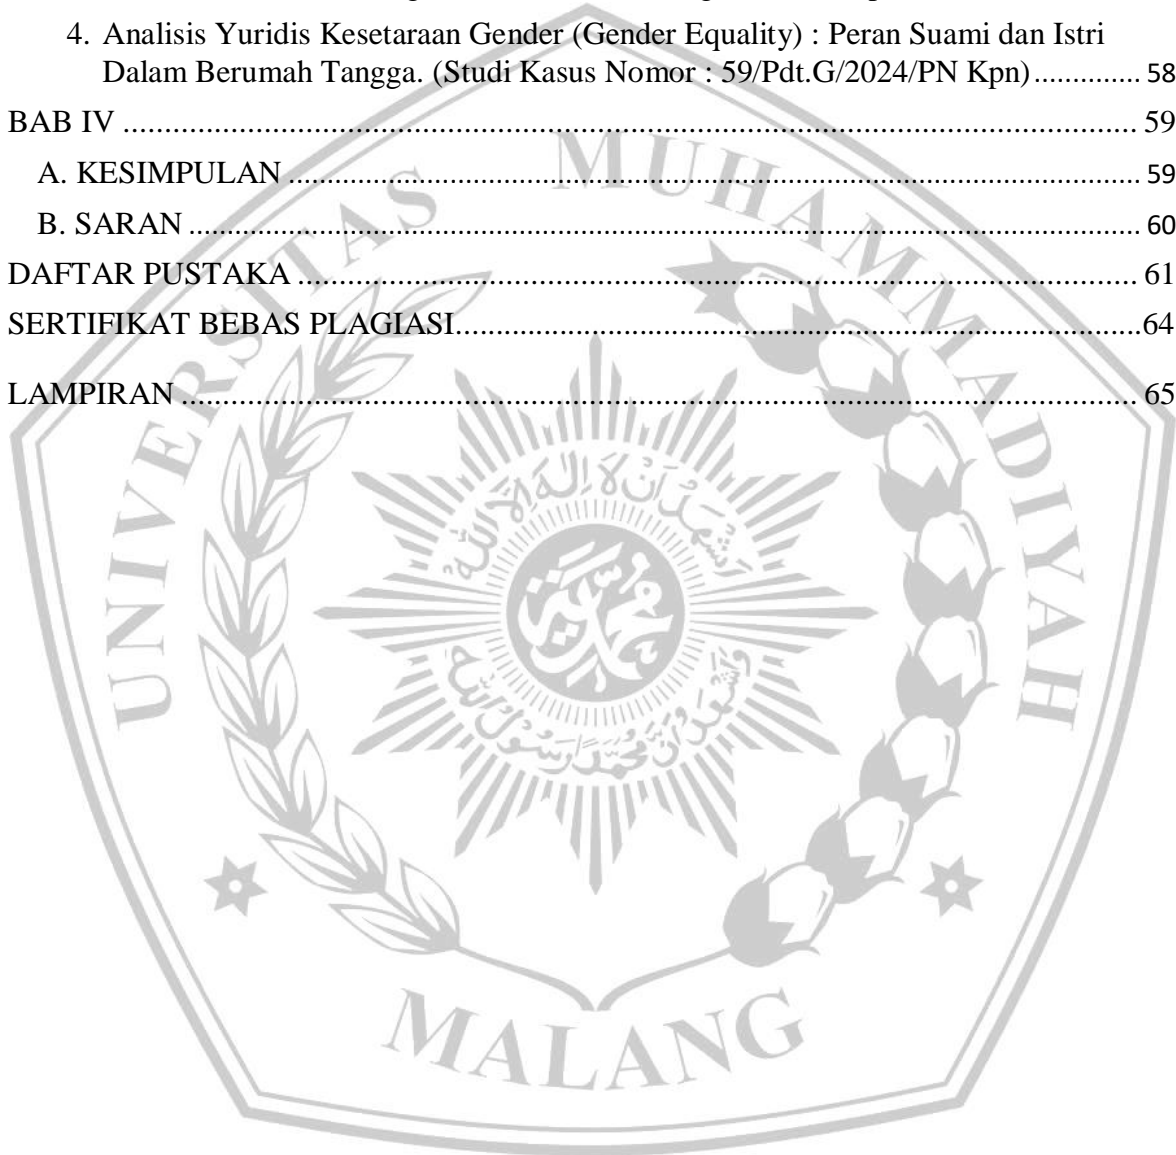 4. Analisis Yuridis Kesetaraan Gender (Gender Equality) : Peran Suami dan Istri
Dalam Berumah Tangga. (Studi Kasus Nomor : 59/Pdt.G/2024/PN Kpn) .............. 58
BAB IV ........................................................................................................ 59
A. KESIMPULAN ........................................................................................ 59
B. SARAN .................................................................................................. 60
DAFTAR PUSTAKA ..................................................................................... 61
SERTIFIKAT BEBAS PLAGIASI.......................................................................64
LAMPIRAN .................................................................................................. 65
UNIVERSITAS MUHAMMADIYAH
MALANG